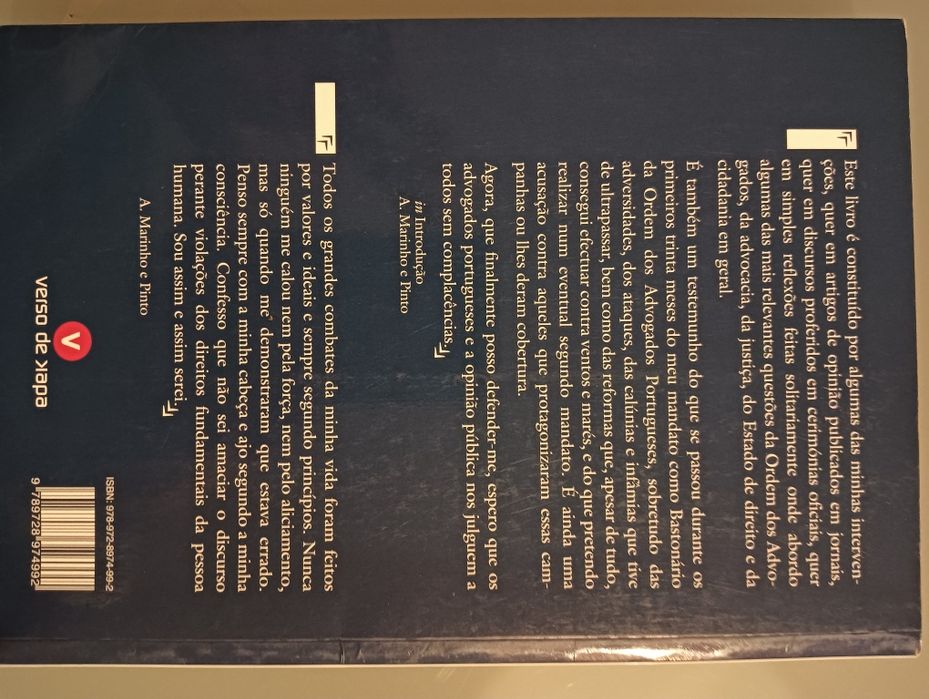 Este livro é constituído por algumas das minhas interven-
ções, quer em artigos de opinião publicados em jornais,
quer em discursos proferidos em cerimónias oficiais, quer
em simples reflexões feitas solitariamente onde abordo
algumas das mais relevantes questões da Ordem dos Advo-
gados, da advocacia, da justiça, do Estado de direito e da
cidadania em geral.
É também um testemunho do que se passou durante os
primeiros trinta meses do meu mandato como Bastonário
da Ordem dos Advogados Portugueses, sobretudo das
adversidades, dos ataques, das calúnias e infâmias que tive
de ultrapassar, bem como das reformas que, apesar de tudo,
consegui efectuar contra ventos e marés, e do que pretendo
realizar num eventual segundo mandato. É ainda uma
acusação contra aqueles que protagonizaram essas cam-
panhas ou lhes deram cobertura.
Agora, que finalmente posso defender-me, espero que os
advogados portugueses e a opinião pública nos julguem a
todos sem complacências.
in Introdução
A. Marinho e Pinto
Todos os grandes combates da minha vida foram feitos
por valores e ideais e sempre segundo princípios. Nunca
ninguém me calou nem pela força, nem pelo aliciamento,
mas só quando me demonstraram que estava errado.
Penso sempre com a minha cabeça e ajo segundo a minha
consciência. Confesso que não sei amaciar o discurso
perante violações dos direitos fundamentais da pessoa
humana. Sou assim e assim serei.
A. Marinho e Pinto
V
verso de kapa
ISBN: 978-972-8974-99-2
9 789728 974992